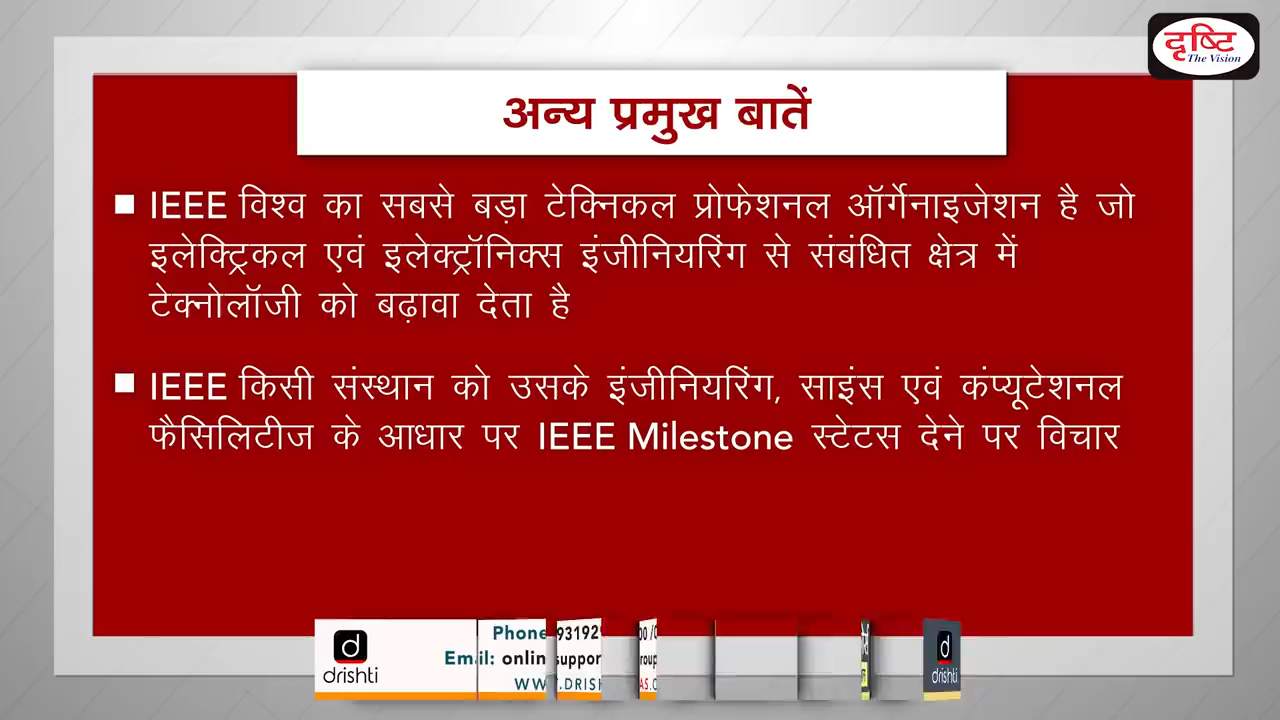 दृष्टि
The Vision
अन्य प्रमुख बातें
IEEE विश्व का सबसे बड़ा टेक्निकल प्रोफेशनल ऑर्गेनाइजेशन है जो
इलेक्ट्रिकल एवं इलेक्ट्रॉनिक्स इंजीनियरिंग से संबंधित क्षेत्र में
टेक्नोलॉजी को बढ़ावा देता है
IEEE किसी संस्थान को उसके इंजीनियरिंग, साइंस एवं कंप्यूटेशनल
फैसिलिटीज के आधार पर IEEE Milestone स्टेटस देने पर विचार
d
drishti
Phone
Email: onlin
d
drishti